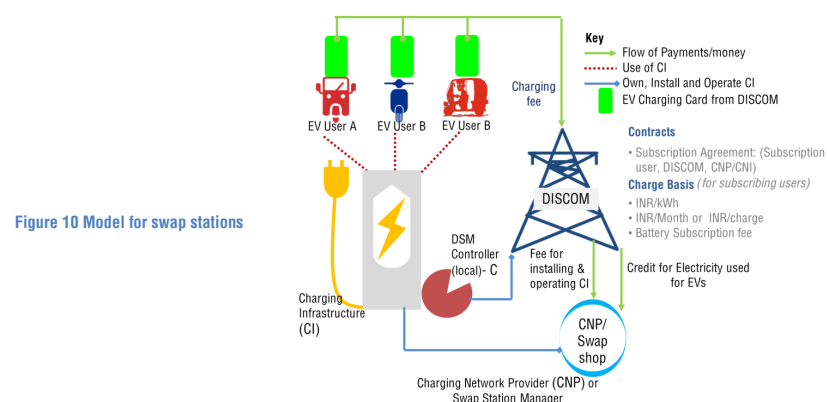 Figure 10 Model for swap stations
EV User A
EV User B
EV User B
Charging
fee
Key
Flow of Payments/money
Use of CI
Own, Install and Operate CI
EV Charging Card from DISCOM
Contracts
• Subscription Agreement: (Subscription
user, DISCOM, CNP/CNI)
Charge Basis (for subscribing users)
• INR/kWh
• INR/Month or INR/charge
• Battery Subscription fee
DISCOM
DSM
Controller
(local)- C
Fee for
installing &
operating CI
Credit for Electricity used
for EVs
Charging
Infrastructure
(CI)
CNP/
Swap
shop
Charging Network Provider (CNP) or
Swap Station Manager